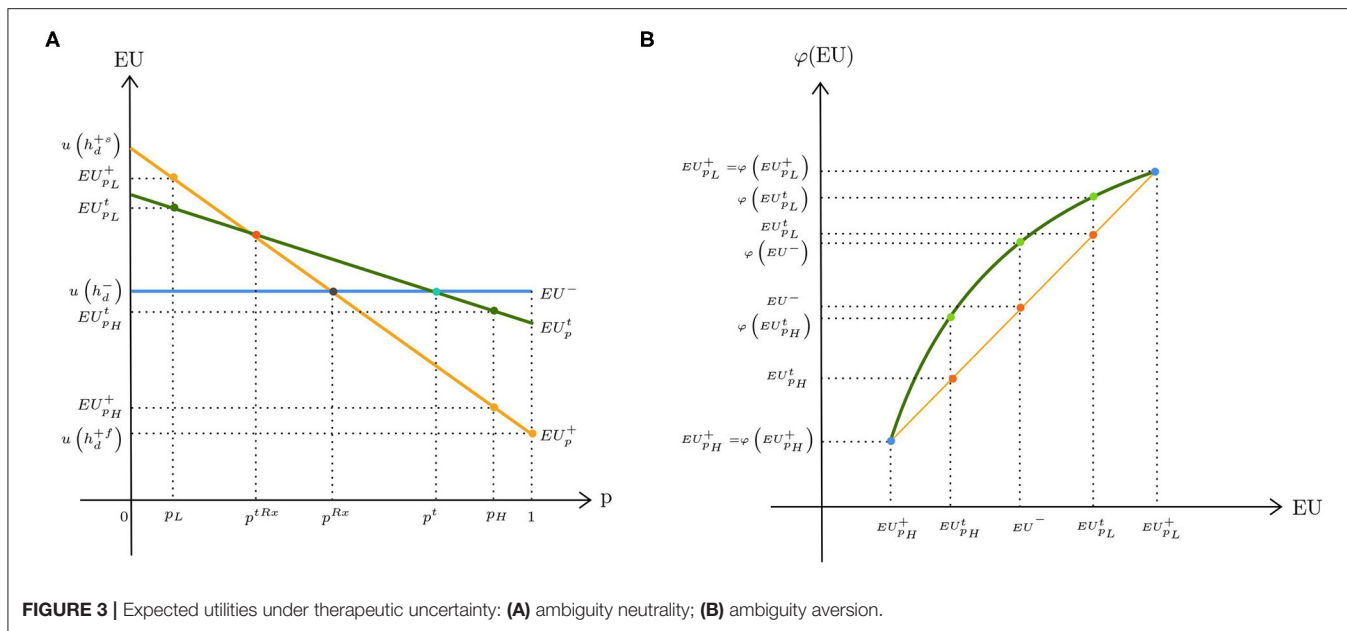 A
EU
u (h_d^{+s})
EU_{p_L}^+
EU_{p_L}^t
u (h_d^-)
EU_{p_H}^t
EU_{p_H}^+
u (h_d^{+f})
EU^-
EU_p^t
EU_p^+
0 p_L p^{tRx} p^{Rx} p^t p_H 1 p
B
φ(EU)
EU_{p_L}^+ =φ (EU_{p_L}^+)
φ (EU_{p_L}^t)
EU_{p_L}^t
φ (EU^-)
EU^-
φ (EU_{p_H}^t)
EU_{p_H}^t
EU_{p_H}^+ =φ (EU_{p_H}^+)
EU_{p_H}^+ EU_{p_H}^t EU^- EU_{p_L}^t EU_{p_L}^+ EU
FIGURE 3 | Expected utilities under therapeutic uncertainty: (A) ambiguity neutrality; (B) ambiguity aversion.